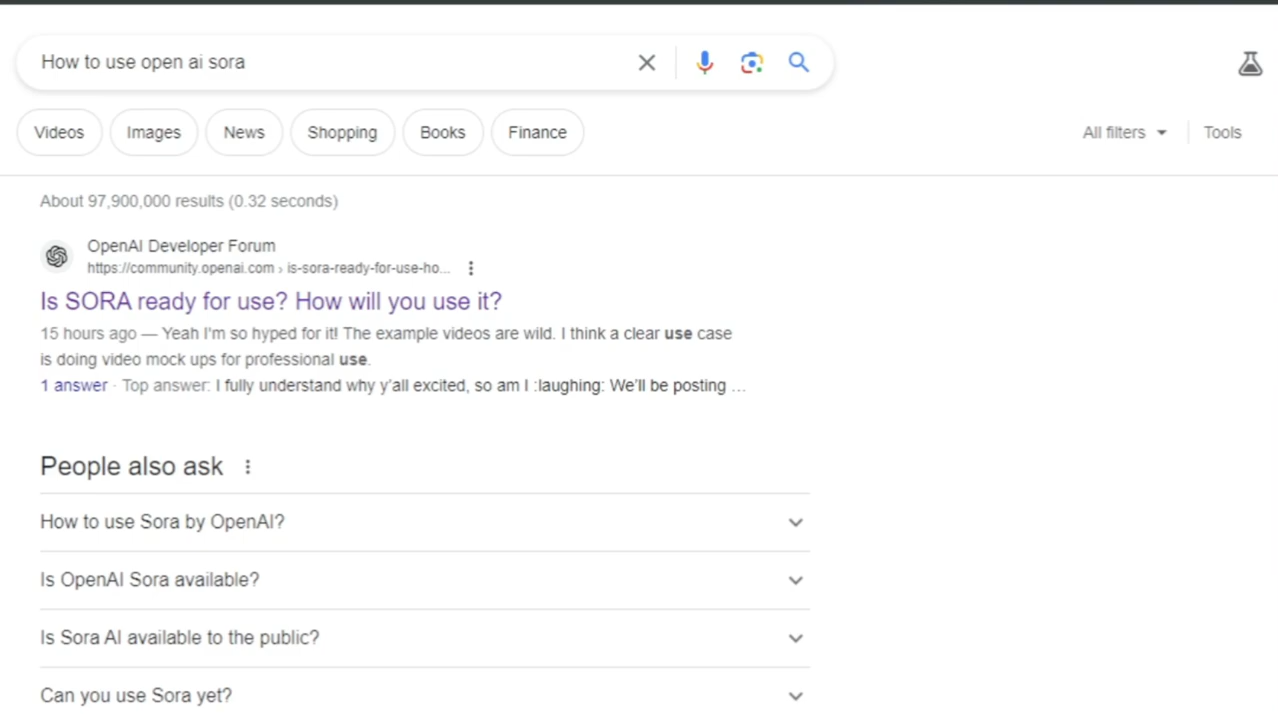 How to use open ai sora
Videos Images News Shopping Books Finance All filters Tools
About 97,900,000 results (0.32 seconds)
OpenAI Developer Forum
https://community.openai.com › is-sora-ready-for-use-ho...
Is SORA ready for use? How will you use it?
15 hours ago — Yeah I'm so hyped for it! The example videos are wild. I think a clear use case
is doing video mock ups for professional use.
1 answer · Top answer: I fully understand why y'all excited, so am I :laughing: We'll be posting ...
People also ask
How to use Sora by OpenAI?
Is OpenAI Sora available?
Is Sora AI available to the public?
Can you use Sora yet?